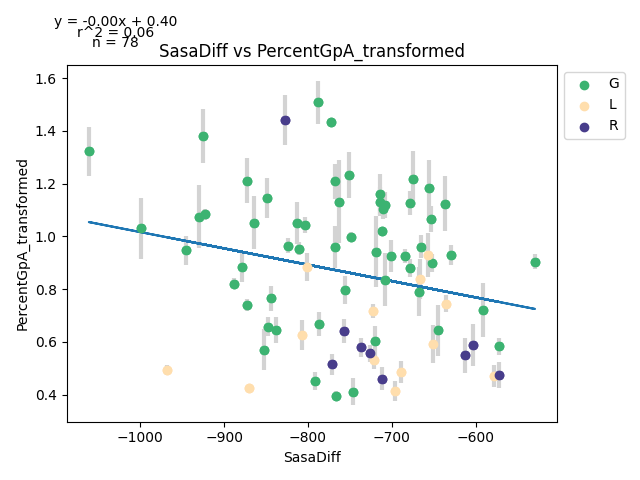 y = -0.00x + 0.40
r^2 = 0.06
n = 78
SasaDiff vs PercentGpA_transformed
1.6
1.4
1.2
1.0
0.8
0.6
0.4
PercentGpA_transformed
−1000
−900
−800
−700
−600
SasaDiff
G
L
R